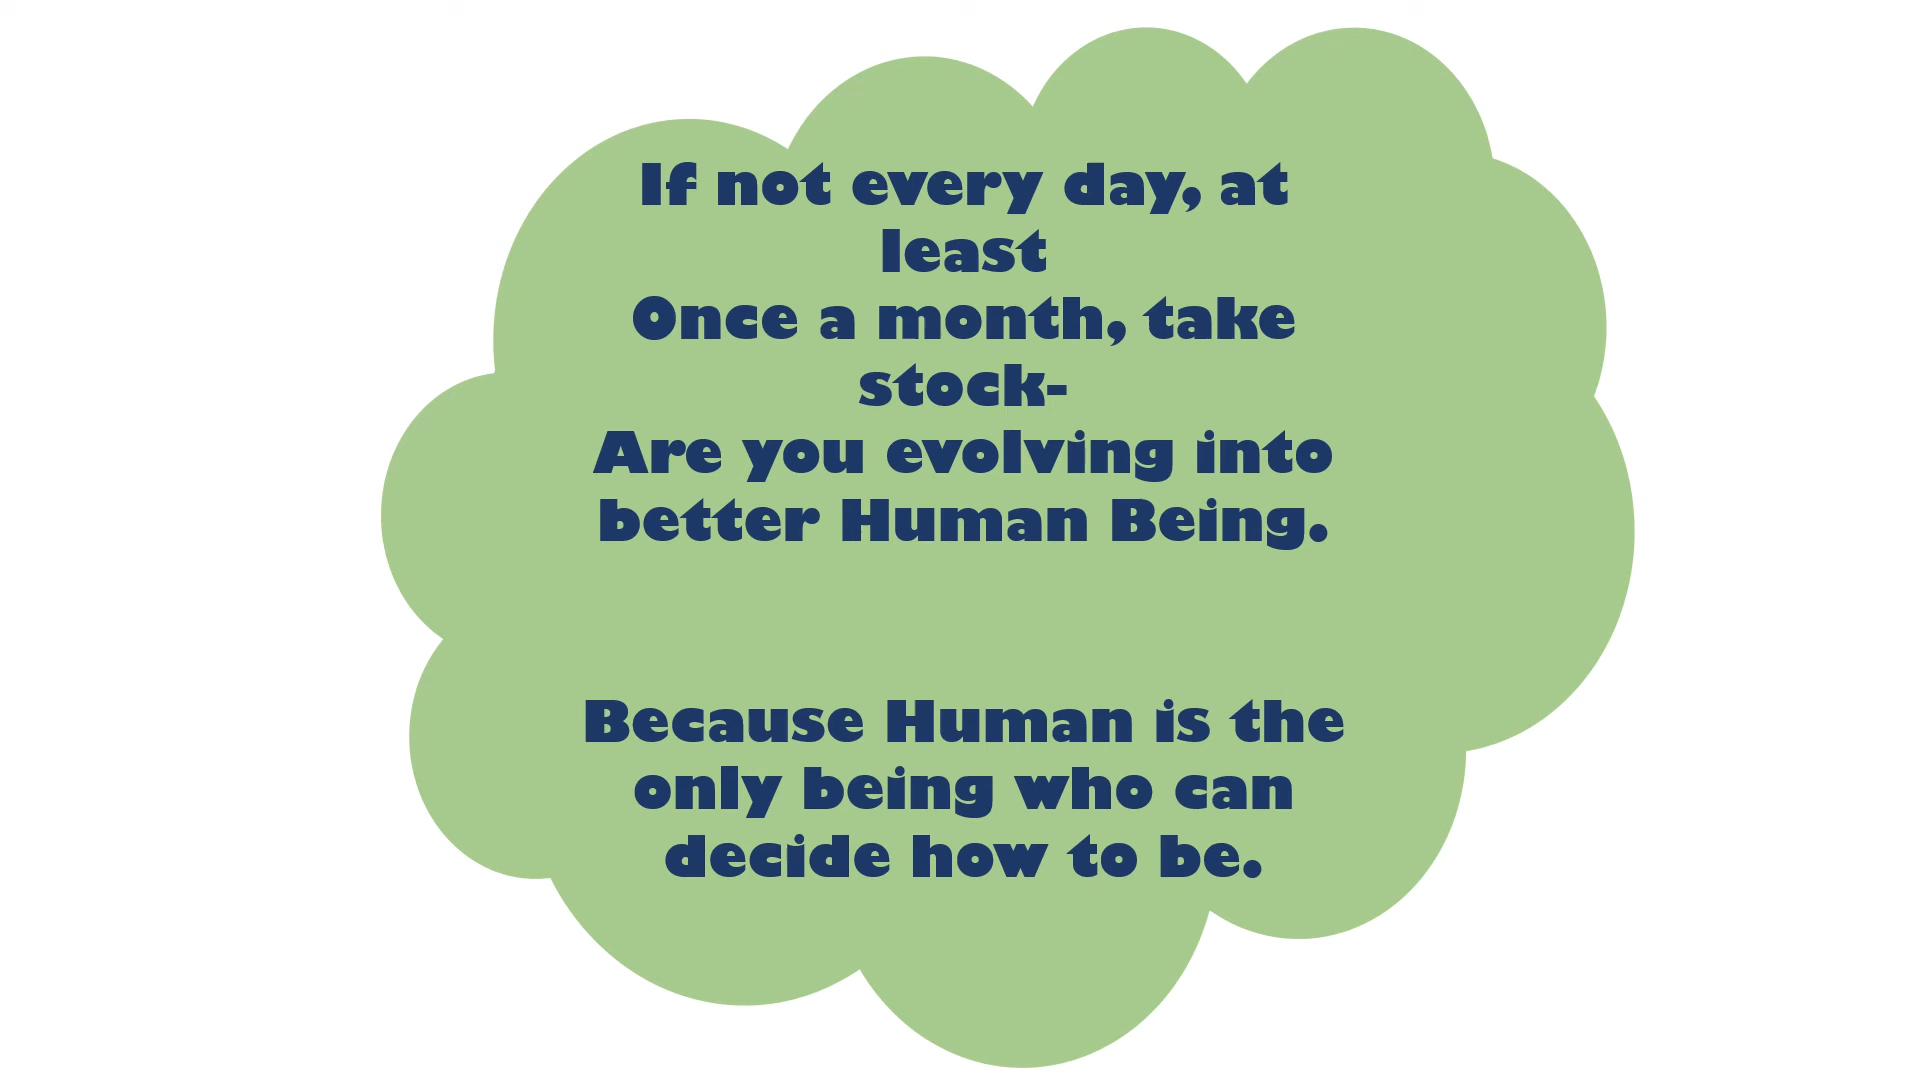 If not every day, at
least
Once a month, take
stock-
Are you evolving into
better Human Being.
Because Human is the
only being who can
decide how to be.